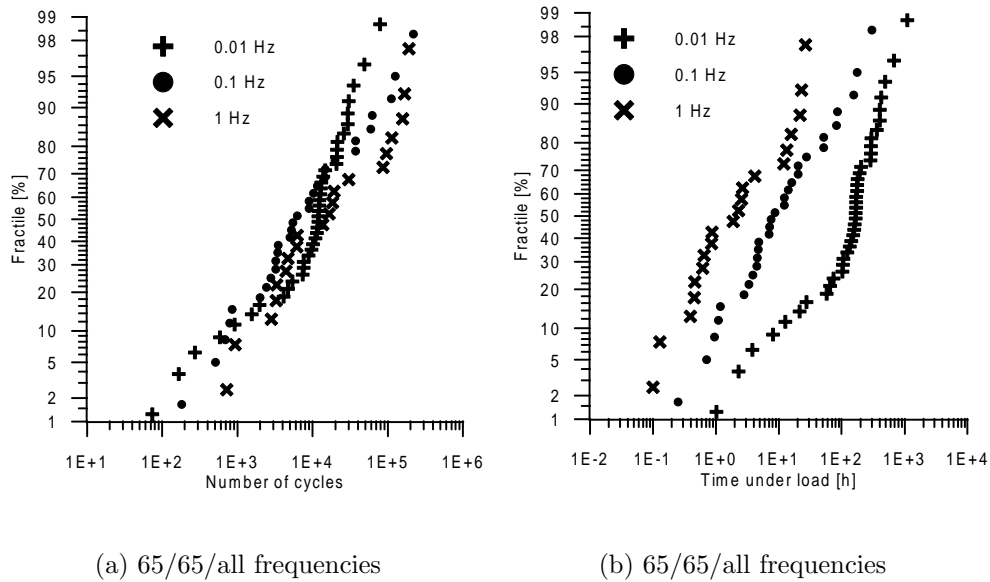 99
98
95
90
80
70
60
50
40
30
20
10
5
2
1
Fractile [%]
0.01 Hz
0.1 Hz
1 Hz
1E+1 1E+2 1E+3 1E+4 1E+5 1E+6
Number of cycles
(a) 65/65/all frequencies
99
98
95
90
80
70
60
50
40
30
20
10
5
2
1
Fractile [%]
0.01 Hz
0.1 Hz
1 Hz
1E-2 1E-1 1E+0 1E+1 1E+2 1E+3 1E+4
Time under load [h]
(b) 65/65/all frequencies